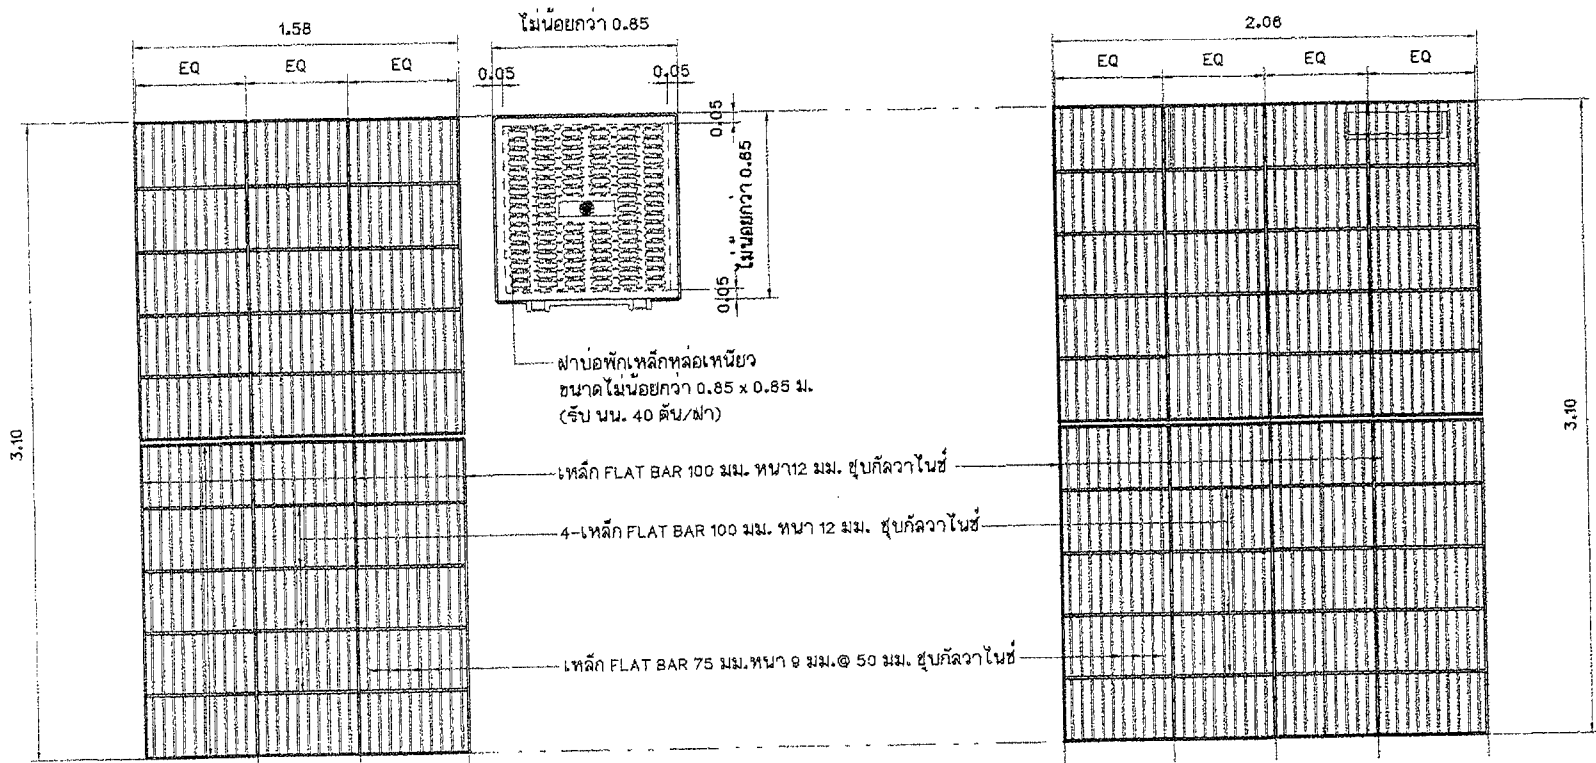 ไม่น้อยกว่า 0.85
1.58
2.06
EQ
EQ
EQ
0.05
0.05
EQ
EQ
EQ
EQ
0.05
ไม่น้อยกว่า 0.85
0.05
3.10
3.10
ฝาบ่อพักเหล็กหล่อเหนียว
ขนาดไม่น้อยกว่า 0.85 x 0.85 ม.
(รับ นน. 40 ตัน/ฝา)
เหล็ก FLAT BAR 100 มม. หนา12 มม. ชุบกัลวาไนซ์
4-เหล็ก FLAT BAR 100 มม. หนา 12 มม. ชุบกัลวาไนซ์
เหล็ก FLAT BAR 75 มม.หนา 9 มม.@ 50 มม. ชุบกัลวาไนซ์